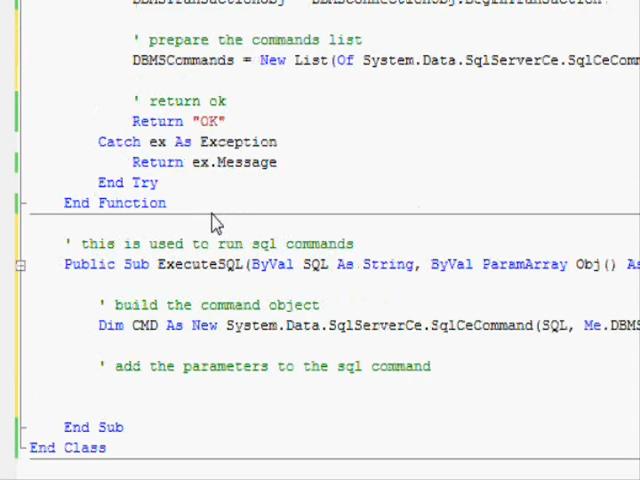 DBMSTransactionObj = DBMSConnectionObj.BeginTransaction
' prepare the commands list
DBMSCommands = New List(Of System.Data.SqlServerCe.SqlCeComm
' return ok
Return "OK"
Catch ex As Exception
Return ex.Message
End Try
End Function
' this is used to run sql commands
Public Sub ExecuteSQL(ByVal SQL As String, ByVal ParamArray Obj() As
' build the command object
Dim CMD As New System.Data.SqlServerCe.SqlCeCommand(SQL, Me.DBMS
' add the parameters to the sql command
End Sub
End Class